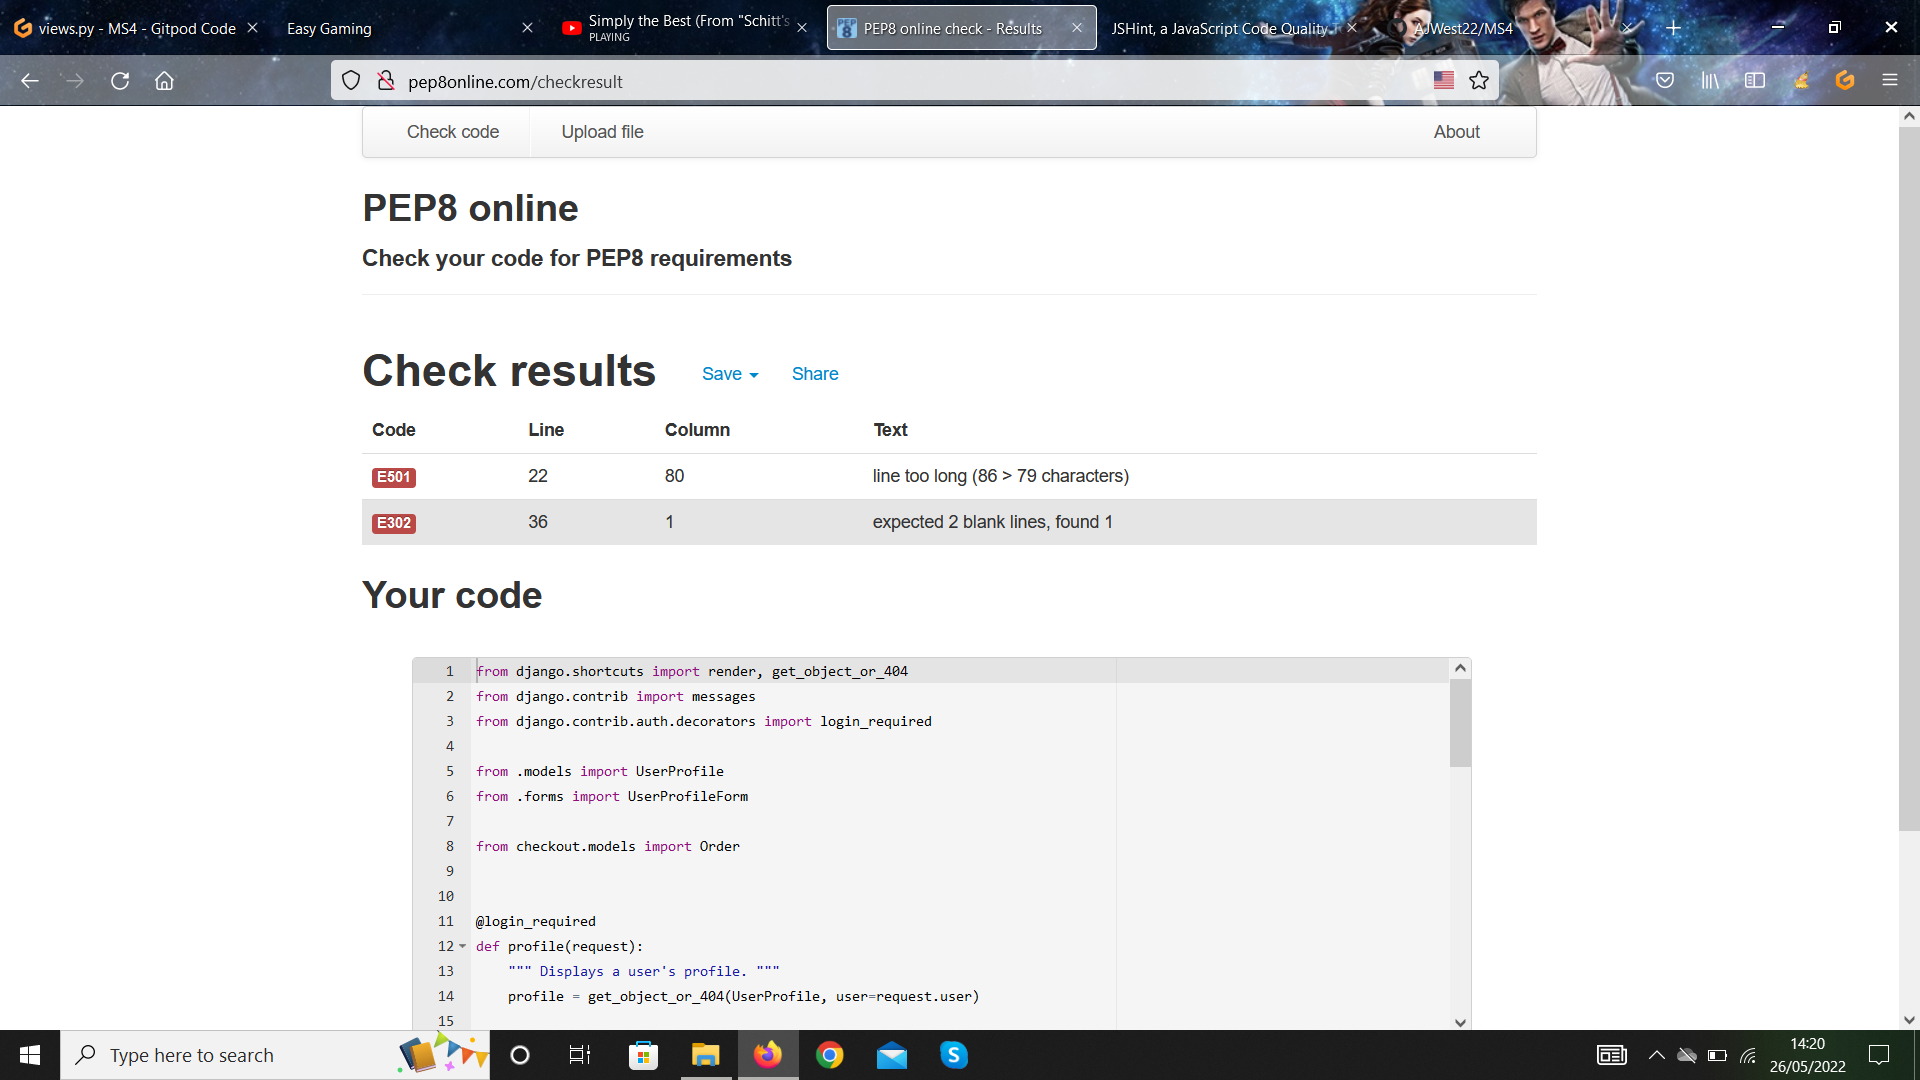 views.py - MS4 - Gitpod Code
Easy Gaming
Simply the Best (From "Schitt's
PLAYING
PEP8 online check - Results
JSHint, a JavaScript Code Quality
AJWest22/MS4
pep8online.com/checkresult
Check code
Upload file
About
PEP8 online
Check your code for PEP8 requirements
Check results
Save
Share
Code Line Column Text
E501 22 80 line too long (86 > 79 characters)
E302 36 1 expected 2 blank lines, found 1
Your code
1 from django.shortcuts import render, get_object_or_404
2 from django.contrib import messages
3 from django.contrib.auth.decorators import login_required
4
5 from .models import UserProfile
6 from .forms import UserProfileForm
7
8 from checkout.models import Order
9
10
11 @login_required
12 def profile(request):
13 """ Displays a user's profile. """
14 profile = get_object_or_404(UserProfile, user=request.user)
15
Type here to search
14:20
26/05/2022